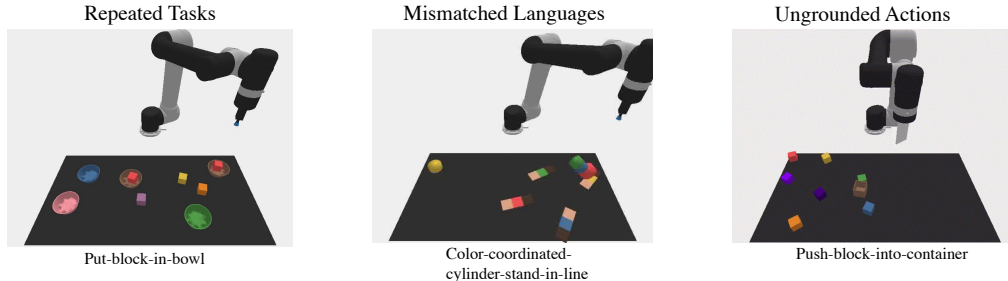 Repeated Tasks
Mismatched Languages
Ungrounded Actions
Put-block-in-bowl
Color-coordinated-
cylinder-stand-in-line
Push-block-into-container